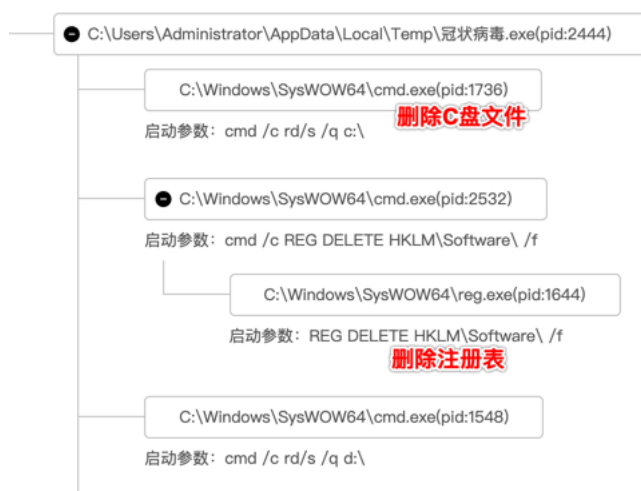 C:\Users\Administrator\AppData\Local\Temp\冠状病毒.exe(pid:2444)
C:\Windows\SysWOW64\cmd.exe(pid:1736)
删除C盘文件
启动参数：cmd /c rd/s /q c:\
C:\Windows\SysWOW64\cmd.exe(pid:2532)
启动参数：cmd /c REG DELETE HKLM\Software\ /f
C:\Windows\SysWOW64\reg.exe(pid:1644)
启动参数：REG DELETE HKLM\Software\ /f
删除注册表
C:\Windows\SysWOW64\cmd.exe(pid:1548)
启动参数：cmd /c rd/s /q d:\